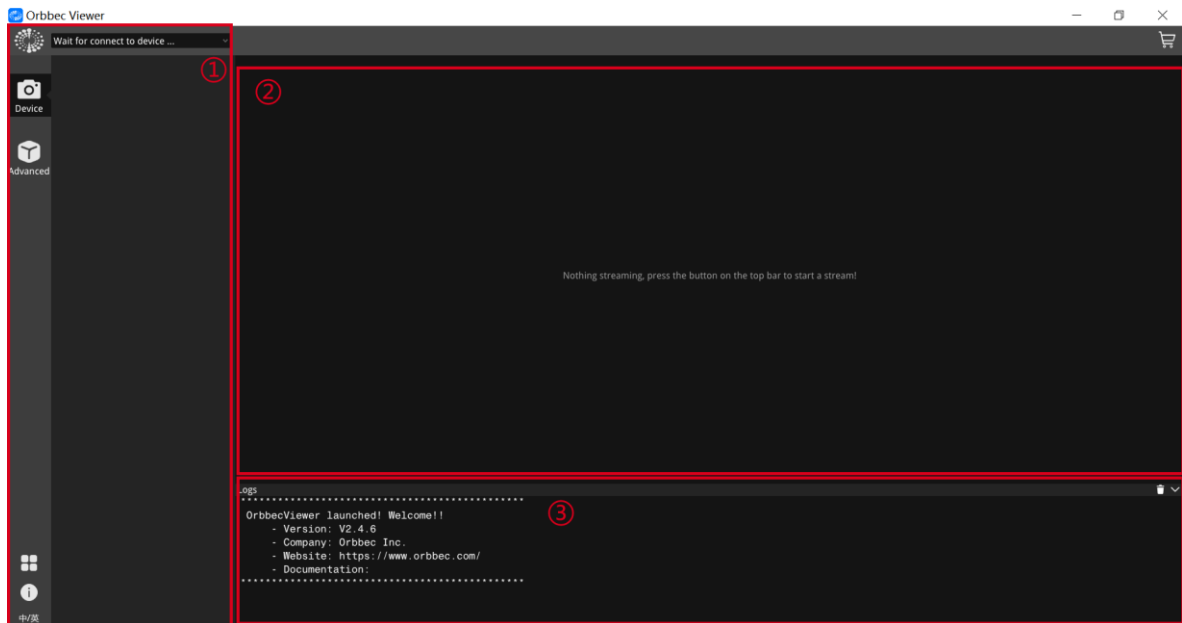 Orbbec Viewer
Wait for connect to device ...
①
②
Device
Advanced
Nothing streaming, press the button on the top bar to start a stream!
Logs
**********************************************
OrbbecViewer launched! Welcome!!
- Version: V2.4.6
- Company: Orbbec Inc.
- Website: https://www.orbbec.com/
- Documentation:
**********************************************
③
中/英